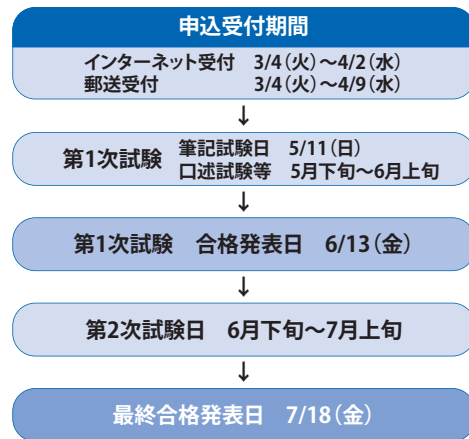 申込受付期間
インターネット受付　3/4（火）〜4/2（水）
郵送受付　3/4（火）〜4/9（水）
↓
第1次試験　筆記試験日　5/11（日）
口述試験等　5月下旬〜6月上旬
↓
第1次試験　合格発表日　6/13（金）
↓
第2次試験日　6月下旬〜7月上旬
↓
最終合格発表日　7/18（金）